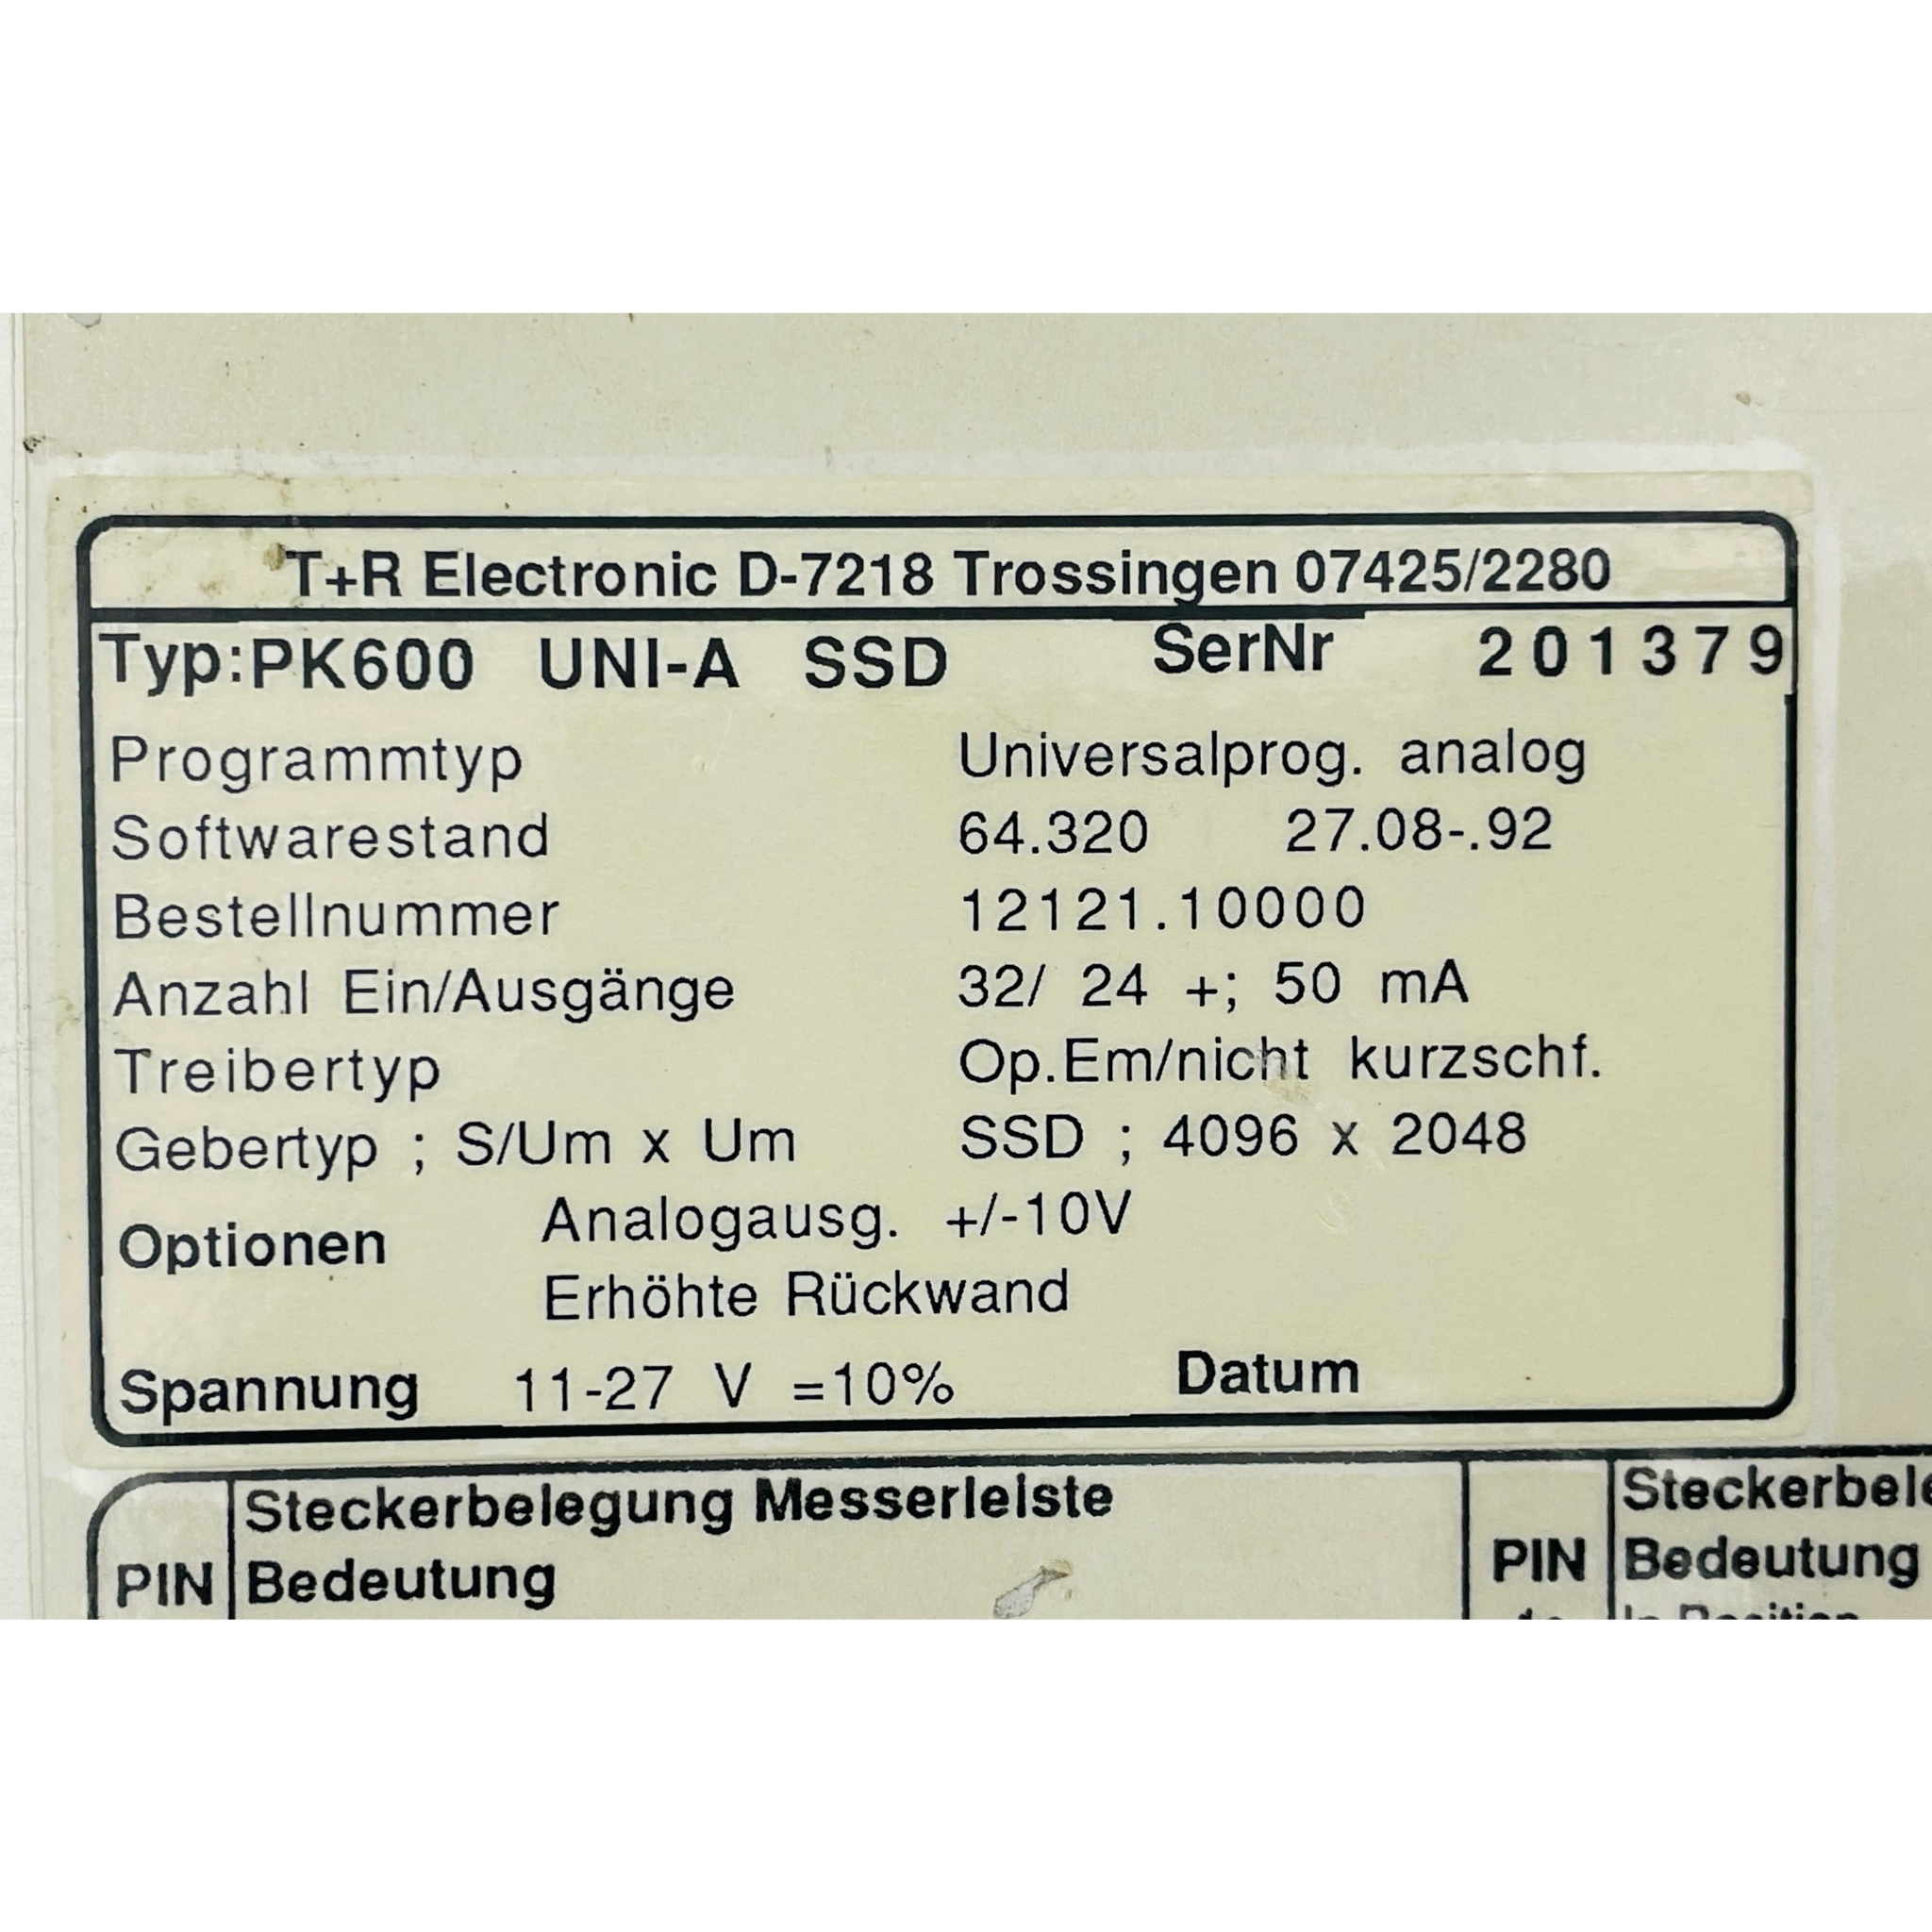 T+R Electronic D-7218 Trossingen 07425/2280
Typ:PK600 UNI-A SSD SerNr 201379
Programmtyp Universalprog. analog
Softwarestand 64.320 27.08-.92
Bestellnummer 12121.10000
Anzahl Ein/Ausgänge 32/ 24 +; 50 mA
Treibertyp Op.Em/nicht kurzschf.
Gebertyp ; S/Um x Um SSD ; 4096 x 2048
Optionen Analogausg. +/-10V
Erhöhte Rückwand
Spannung 11-27 V =10% Datum
Steckerbelegung Messerleiste
PIN Bedeutung
Steckerbele
PIN Bedeutung